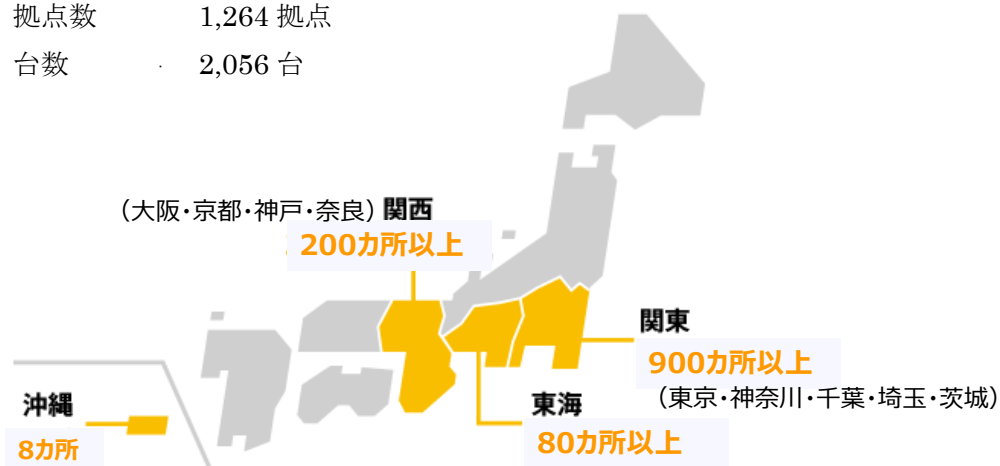 拠点数 1,264 拠点
台数 2,056 台
（大阪・京都・神戸・奈良）関西
200カ所以上
関東
900カ所以上
（東京・神奈川・千葉・埼玉・茨城）
東海
80カ所以上
沖縄
8カ所